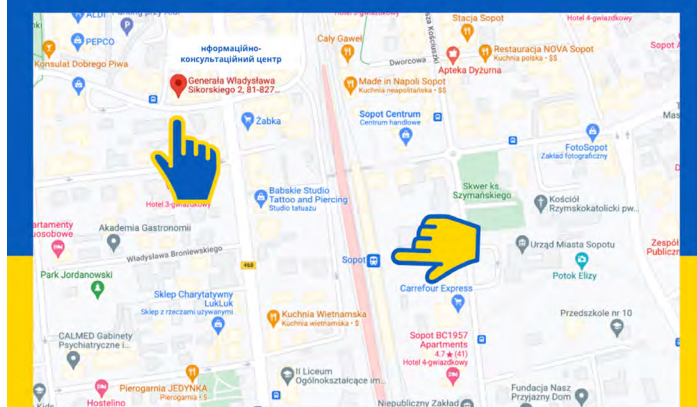 ALDI
Stacja Sopot
Hotel 4-gwiazdkowy
PEPCO
Cały Gaweł
Konsulat Dobrego Piwa
нформаційно-
консультаційний центр
Dworcowa
Restauracja NOVA Sopot
Kuchnia polska · $$
Apteka Dyżurna
Generała Władysława
Sikorskiego 2, 81-827...
Made in Napoli Sopot
Kuchnia neapolitańska · $$
Żabka
Sopot Centrum
Centrum handlowe
FotoSopot
Zakład fotograficzny
Babskie Studio
Tattoo and Piercing
Studio tatuażu
Skwer ks.
Szymańskiego
Kościół
Rzymskokatolicki pw...
Hotel 3-gwiazdkowy
Akademia Gastronomii
Władysława Broniewskiego
468
Sopot
Urząd Miasta Sopotu
Zespół
Publiczn
Potok Elizy
Park Jordanowski
Carrefour Express
Sklep Charytatywny
LukLuk
Sklep z rzeczami używanymi
Kuchnia Wietnamska
Kuchnia wietnamska · $
Przedszkole nr 10
CALMED Gabinety
Psychiatryczne i...
Sopot BC1957
Apartments
4.7★ (41)
Hotel 4-gwiazdkowy
II Liceum
Ogólnokształcące im...
Pierogarnia JEDYNKA
Pierogarnia · $
Fundacja Nasz
Przyjazny Dom
Hostelino
Niepubliczny Zakład